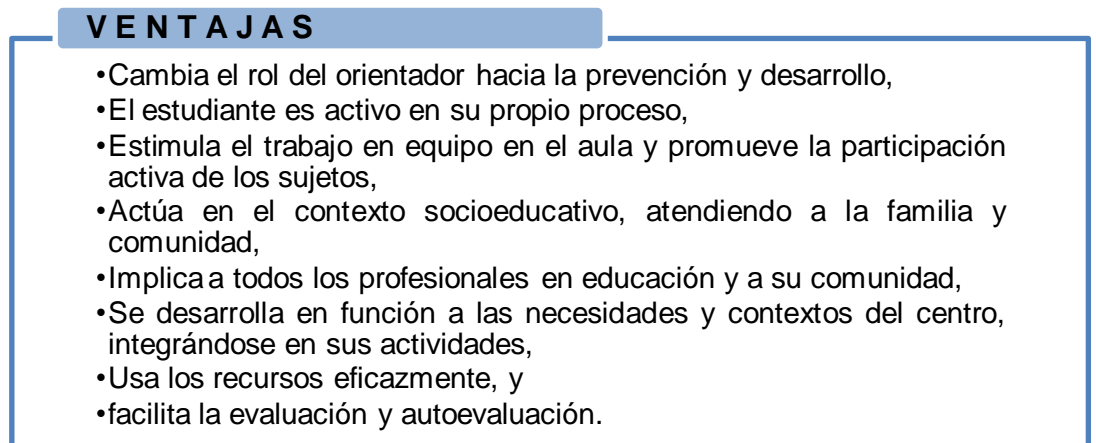 V E N T A J A S
•Cambia el rol del orientador hacia la prevención y desarrollo,
•El estudiante es activo en su propio proceso,
•Estimula el trabajo en equipo en el aula y promueve la participación
activa de los sujetos,
•Actúa en el contexto socioeducativo, atendiendo a la familia y
comunidad,
•Implica a todos los profesionales en educación y a su comunidad,
•Se desarrolla en función a las necesidades y contextos del centro,
integrándose en sus actividades,
•Usa los recursos eficazmente, y
•facilita la evaluación y autoevaluación.